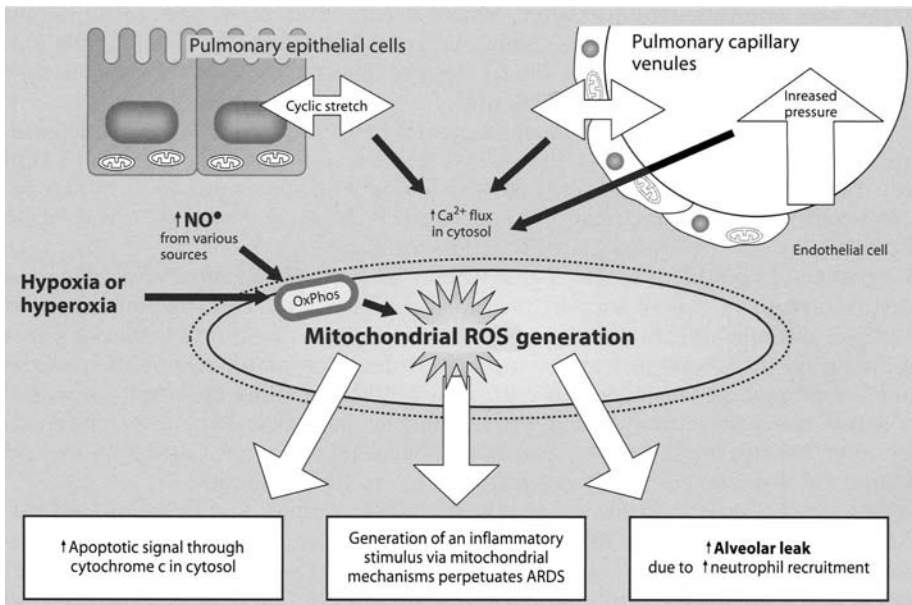 Pulmonary epithelial cells
Cyclic stretch
Pulmonary capillary
venules
Inreased
pressure
↑Ca²⁺ flux
in cytosol
Endothelial cell
↑NO•
from various
sources
Hypoxia or
hyperoxia
OxPhos
Mitochondrial ROS generation
↑Apoptotic signal through
cytochrome c in cytosol
Generation of an inflammatory
stimulus via mitochondrial
mechanisms perpetuates ARDS
↑Alveolar leak
due to ↑neutrophil recruitment